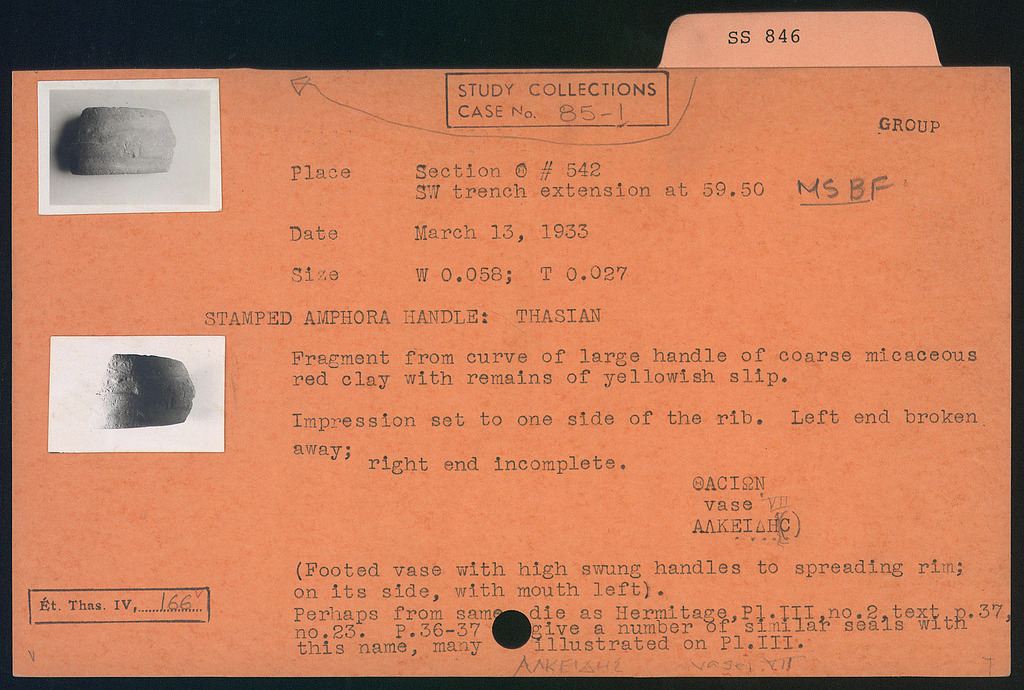 SS 846
STUDY COLLECTIONS
CASE No. 85-1
GROUP
Place Section Θ # 542
SW trench extension at 59.50 MSBF
Date March 13, 1933
Size W 0.058; T 0.027
STAMPED AMPHORA HANDLE: THASIAN
Fragment from curve of large handle of coarse micaceous
red clay with remains of yellowish slip.
Impression set to one side of the rib. Left end broken
away;
right end incomplete.
ΘΑCΙΩΝ
vase VII
ΑΛΚΕΙΔΗC)
(Footed vase with high swung handles to spreading rim;
on its side, with mouth left).
Ét. Thas. IV, 166
Perhaps from same die as Hermitage, Pl.III, no.2, text p.37,
no.23. P.36-37 give a number of similar seals with
this name, many illustrated on Pl.III.
ΑΛΚΕΙΔΗΣ vase VII